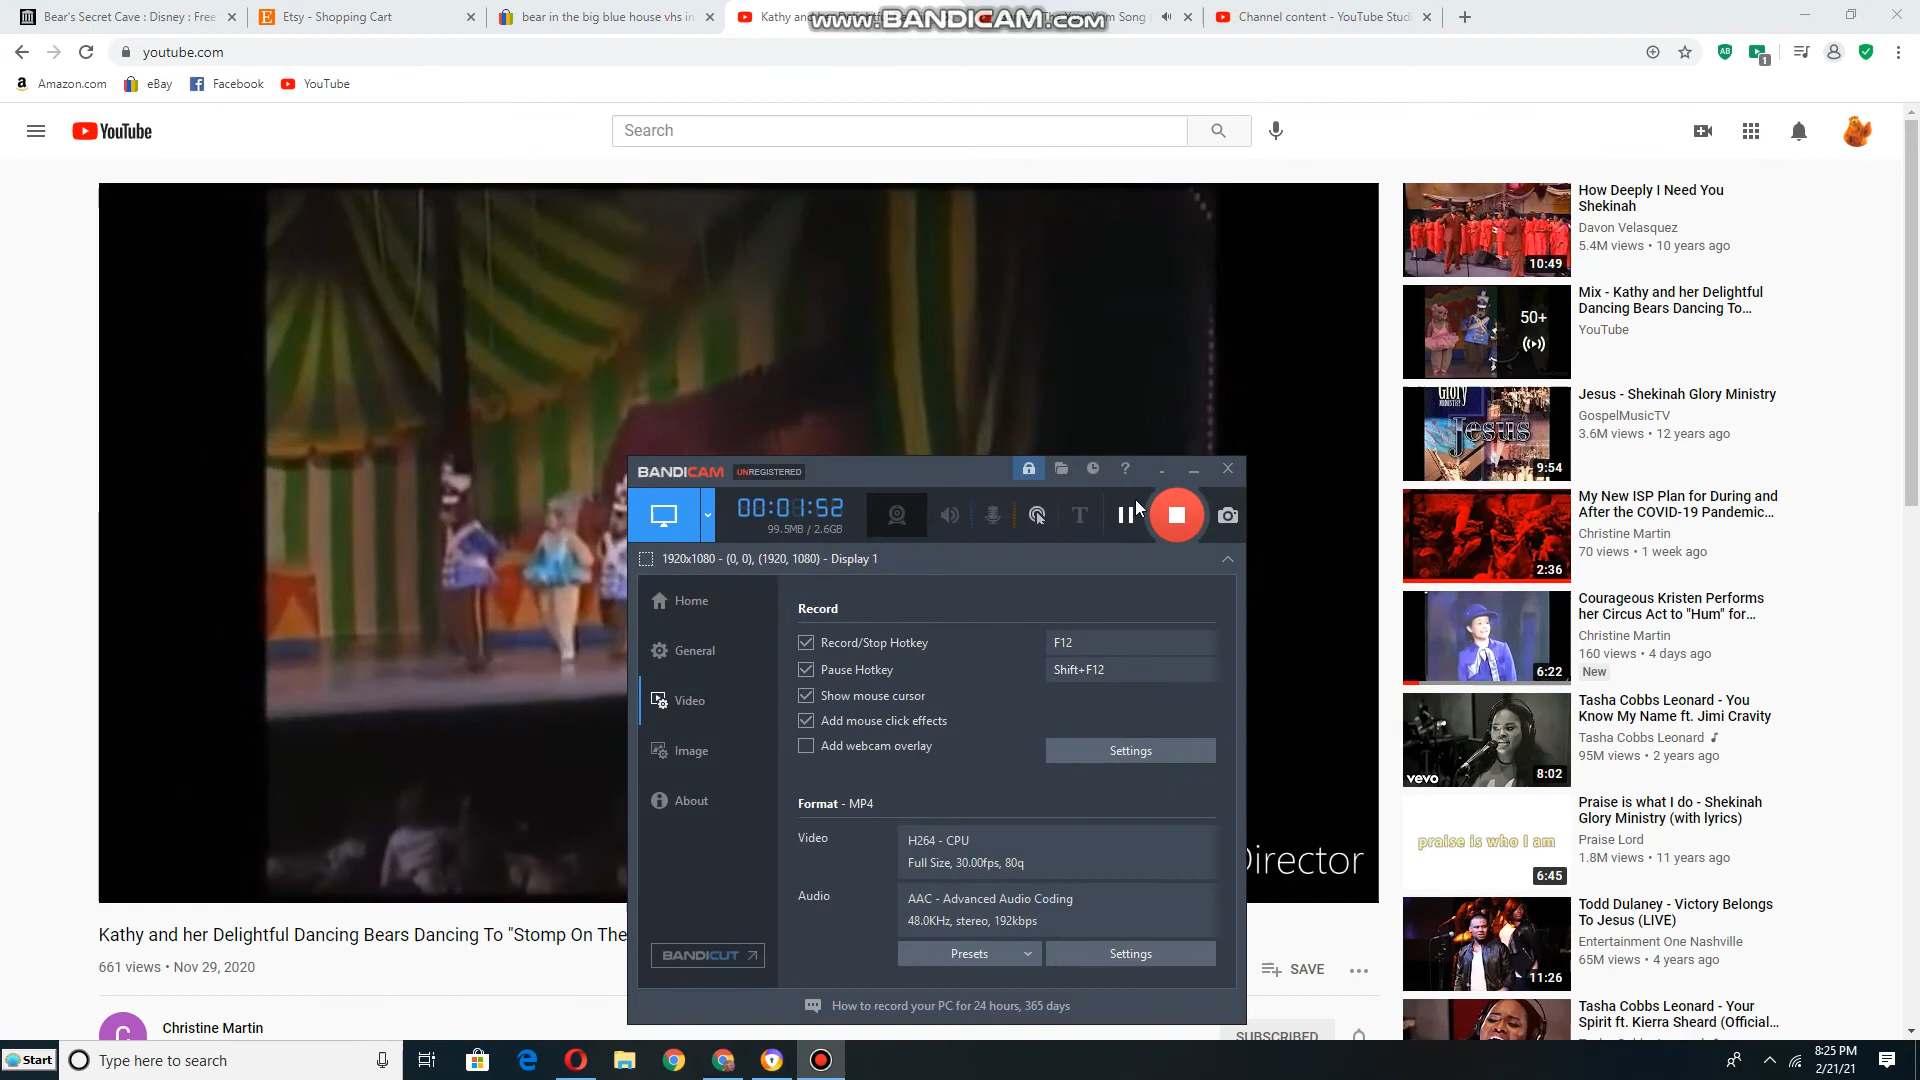 Bear's Secret Cave : Disney : Free
Etsy - Shopping Cart
bear in the big blue house vhs in
Kathy and her Delightful Dancing
The Yum Yum Song
Channel content - YouTube Studi
www.BANDICAM.com
youtube.com
1
Amazon.com
eBay
Facebook
YouTube
YouTube
Search
How Deeply I Need You
Shekinah
Davon Velasquez
5.4M views • 10 years ago
10:49
Mix - Kathy and her Delightful
Dancing Bears Dancing To...
YouTube
50+
Jesus - Shekinah Glory Ministry
GospelMusicTV
3.6M views • 12 years ago
9:54
My New ISP Plan for During and
After the COVID-19 Pandemic...
Christine Martin
70 views • 1 week ago
2:36
Courageous Kristen Performs
her Circus Act to "Hum" for...
Christine Martin
160 views • 4 days ago
New
6:22
Tasha Cobbs Leonard - You
Know My Name ft. Jimi Cravity
Tasha Cobbs Leonard
95M views • 2 years ago
vevo
8:02
Praise is what I do - Shekinah
Glory Ministry (with lyrics)
Praise Lord
1.8M views • 11 years ago
praise is who I am
6:45
Todd Dulaney - Victory Belongs
To Jesus (LIVE)
Entertainment One Nashville
65M views • 4 years ago
11:26
Tasha Cobbs Leonard - Your
Spirit ft. Kierra Sheard (Official...
BANDICAM UNREGISTERED
00:01:52
99.5MB / 2.6GB
1920x1080 - (0, 0), (1920, 1080) - Display 1
Home
General
Video
Image
About
BANDICUT
Record
Record/Stop Hotkey
F12
Pause Hotkey
Shift+F12
Show mouse cursor
Add mouse click effects
Add webcam overlay
Settings
Format - MP4
Video
H264 - CPU
Full Size, 30.00fps, 80q
Audio
AAC - Advanced Audio Coding
48.0KHz, stereo, 192kbps
Presets
Settings
How to record your PC for 24 hours, 365 days
Director
Kathy and her Delightful Dancing Bears Dancing To "Stomp On The
661 views • Nov 29, 2020
SAVE
C
Christine Martin
SUBSCRIBED
Start
Type here to search
8:25 PM
2/21/21